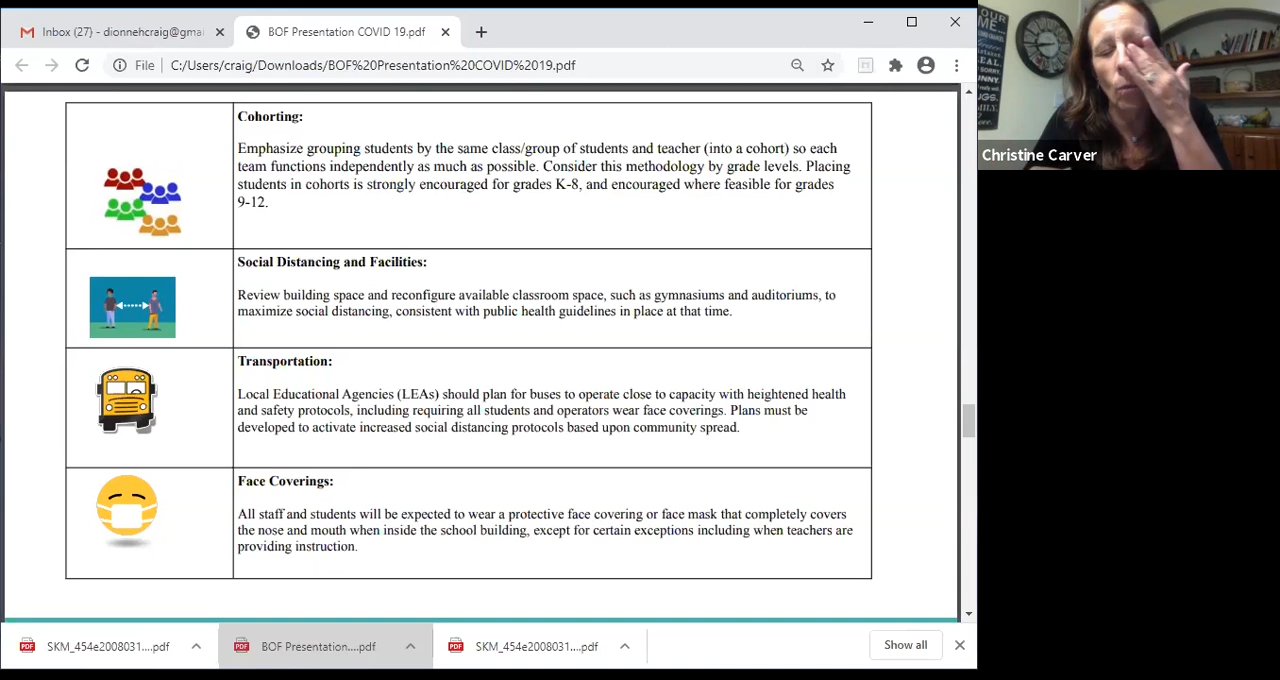 Inbox (27) - dionnehcraig@gmai
BOF Presentation COVID 19.pdf
File C:/Users/craig/Downloads/BOF%20Presentation%20COVID%2019.pdf
Cohorting:
Emphasize grouping students by the same class/group of students and teacher (into a cohort) so each
team functions independently as much as possible. Consider this methodology by grade levels. Placing
students in cohorts is strongly encouraged for grades K-8, and encouraged where feasible for grades
9-12.
Social Distancing and Facilities:
Review building space and reconfigure available classroom space, such as gymnasiums and auditoriums, to
maximize social distancing, consistent with public health guidelines in place at that time.
Transportation:
Local Educational Agencies (LEAs) should plan for buses to operate close to capacity with heightened health
and safety protocols, including requiring all students and operators wear face coverings. Plans must be
developed to activate increased social distancing protocols based upon community spread.
Face Coverings:
All staff and students will be expected to wear a protective face covering or face mask that completely covers
the nose and mouth when inside the school building, except for certain exceptions including when teachers are
providing instruction.
SKM_454e2008031....pdf
BOF Presentation....pdf
SKM_454e2008031....pdf
Show all
Christine Carver